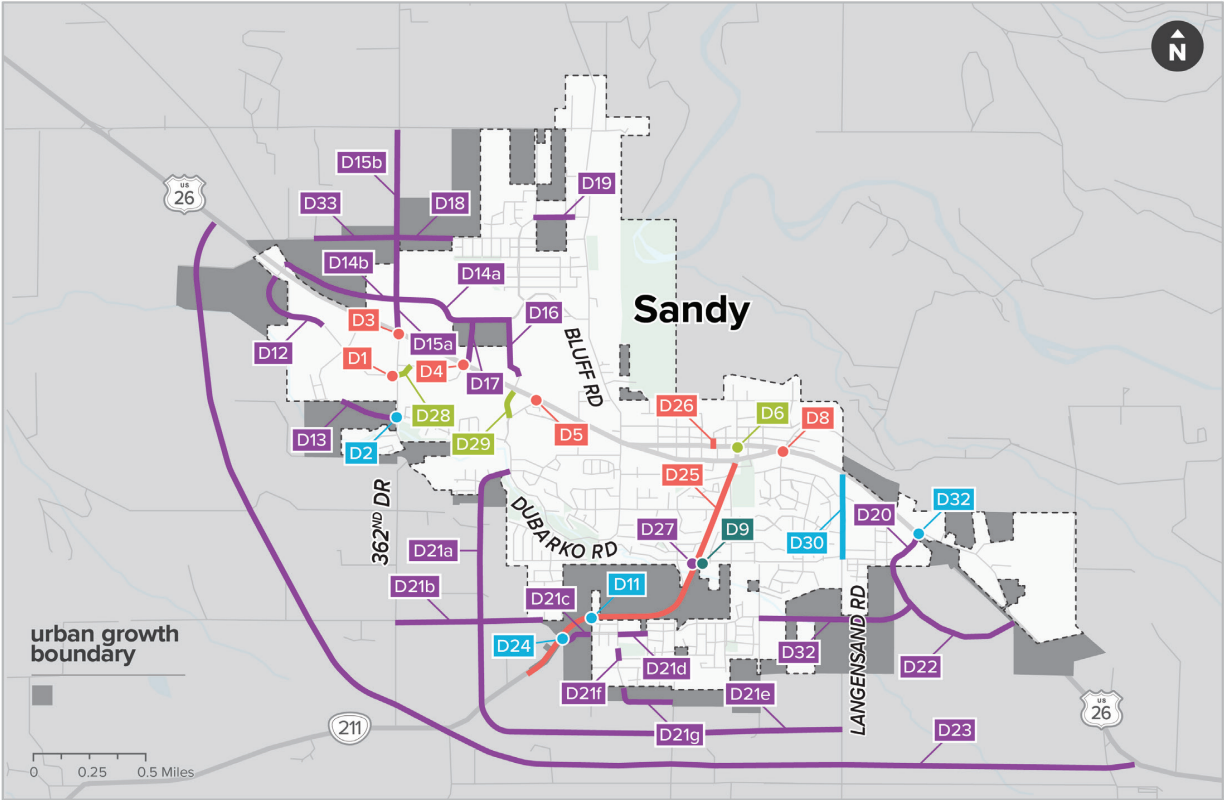 N
D15b
US
26
D33
D18
D19
D14b
D14a
Sandy
D3
D16
D15a
D12
D1
D4
D17
BLUFF RD
D28
D26
D6
D8
D29
D5
D13
D2
D25
362ND DR
DUBARKO RD
D32
D20
D27
D9
D30
D21a
D21b
D21c
D11
LANGENSAND RD
urban growth
boundary
D24
D21d
D32
D22
D21f
D21e
US
26
211
D21g
D23
0 0.25 0.5 Miles